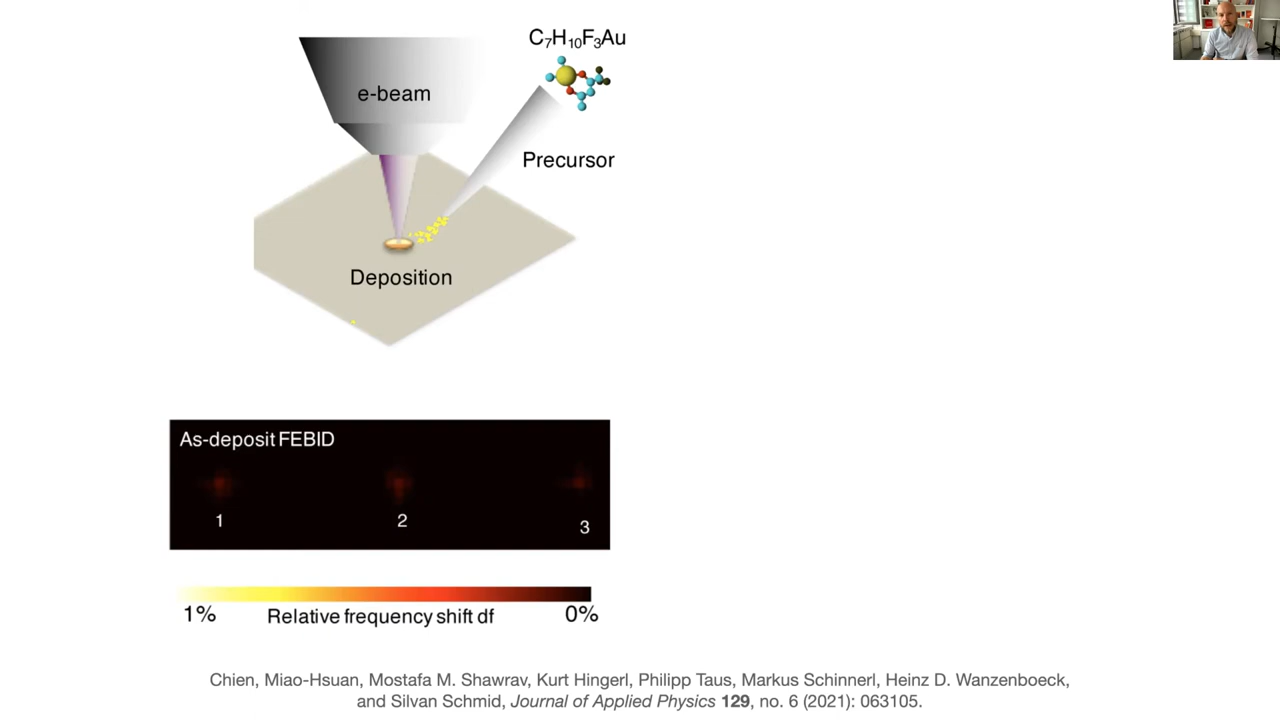 C₇H₁₀F₃Au
e-beam
Precursor
Deposition
As-deposit FEBID
1 2 3
1% Relative frequency shift df 0%
Chien, Miao-Hsuan, Mostafa M. Shawrav, Kurt Hingerl, Philipp Taus, Markus Schinnerl, Heinz D. Wanzenboeck,
and Silvan Schmid, Journal of Applied Physics 129, no. 6 (2021): 063105.